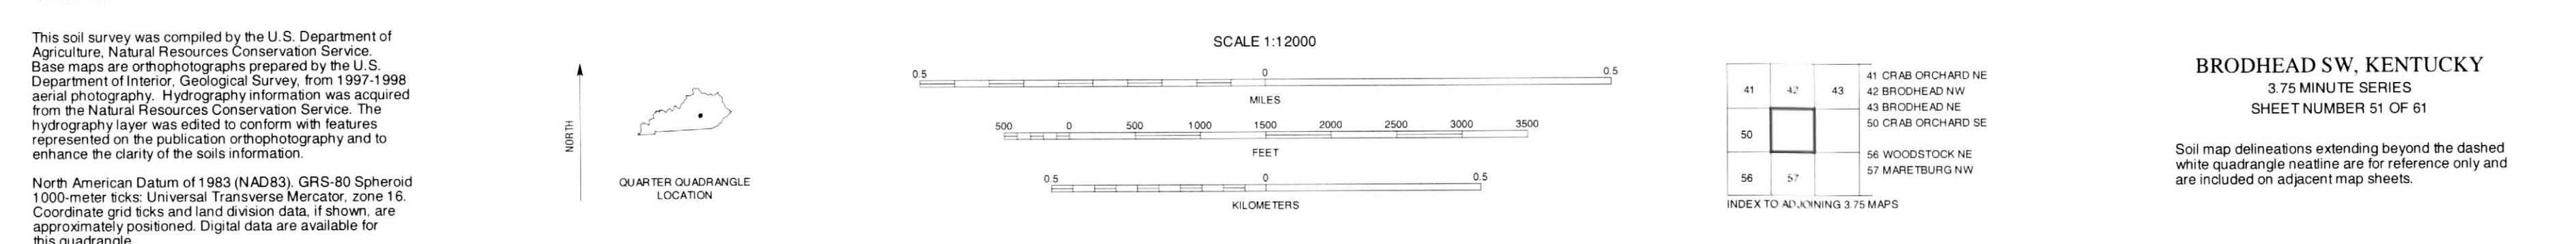 This soil survey was compiled by the U.S. Department of
Agriculture, Natural Resources Conservation Service.
Base maps are orthophotographs prepared by the U.S.
Department of Interior, Geological Survey, from 1997-1998
aerial photography. Hydrography information was acquired
from the Natural Resources Conservation Service. The
hydrography layer was edited to conform with features
represented on the publication orthophotography and to
enhance the clarity of the soils information.
North American Datum of 1983 (NAD83). GRS-80 Spheroid
1000-meter ticks: Universal Transverse Mercator, zone 16.
Coordinate grid ticks and land division data, if shown, are
approximately positioned. Digital data are available for
this quadrangle
NORTH
QUARTER QUADRANGLE
LOCATION
SCALE 1:12000
0.5 0 0.5
MILES
500 0 500 1000 1500 2000 2500 3000 3500
FEET
0.5 0 0.5
KILOMETERS
41 42 43
50
56 57
41 CRAB ORCHARD NE
42 BRODHEAD NW
43 BRODHEAD NE
50 CRAB ORCHARD SE
56 WOODSTOCK NE
57 MARETBURG NW
INDEX TO ADJOINING 3.75 MAPS
BRODHEAD SW, KENTUCKY
3.75 MINUTE SERIES
SHEET NUMBER 51 OF 61
Soil map delineations extending beyond the dashed
white quadrangle neatline are for reference only and
are included on adjacent map sheets.